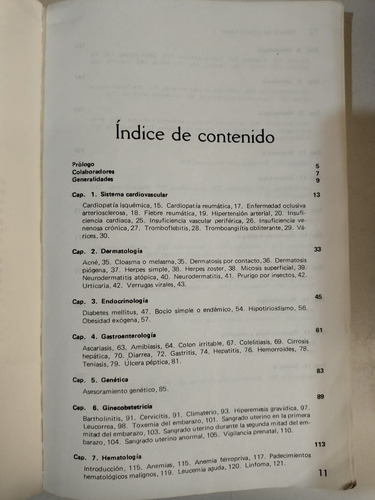 Índice de contenido
Prólogo 5
Colaboradores 7
Generalidades 9
Cap. 1. Sistema cardiovascular 13
Cardiopatía isquémica, 15. Cardiopatía reumática, 17. Enfermedad oclusiva
arteriosclerosa, 18. Fiebre reumática, 19. Hipertensión arterial, 20. Insufi-
ciencia cardiaca, 25. Insuficiencia vascular periférica, 26. Insuficiencia ve-
nenosa crónica, 27. Tromboflebitis, 28. Tromboangiitis obliterante, 29. Vá-
rices, 30.
Cap. 2. Dermatología 33
Acné, 35. Cloasma o melasma, 35. Dermatosis por contacto, 36. Dermatosis
piógena, 37. Herpes simple, 38. Herpes zoster, 38. Micosis superficial, 39.
Neurodermatitis atópica, 40. Neurodermatitis, 41. Prurigo por insectos, 42.
Urticaria, 42. Verrugas virales, 43.
Cap. 3. Endocrinología 45
Diabetes mellitus, 47. Bocio simple o endémico, 54. Hipotiroidismo, 56.
Obesidad exógena, 57.
Cap. 4. Gastroenterología 61
Ascariasis, 63. Amibiasis, 64. Colon irritable, 67. Colelitiasis, 69. Cirrosis
hepática, 70. Diarrea, 72. Gastritis, 74. Hepatitis, 76. Hemorroides, 78.
Teniasis, 79. Úlcera péptica, 81.
Cap. 5. Genética 83
Asesoramiento genético, 85.
Cap. 6. Ginecobstetricia 89
Bartholinitis, 91. Cervicitis, 91. Climaterio, 93. Hiperemesis gravídica, 97.
Leucorrea, 98. Toxemia del embarazo, 101. Sangrado uterino en la primera
mitad del embarazo, 103. Sangrado uterino durante la segunda mitad del em-
barazo, 104. Sangrado uterino anormal, 105. Vigilancia prenatal, 110.
Cap. 7. Hematología 113
Introducción, 115. Anemias, 115. Anemia ferropriva, 117. Padecimientos
hematológicos malignos, 119. Leucemia aguda, 120. Linfoma, 121.
11